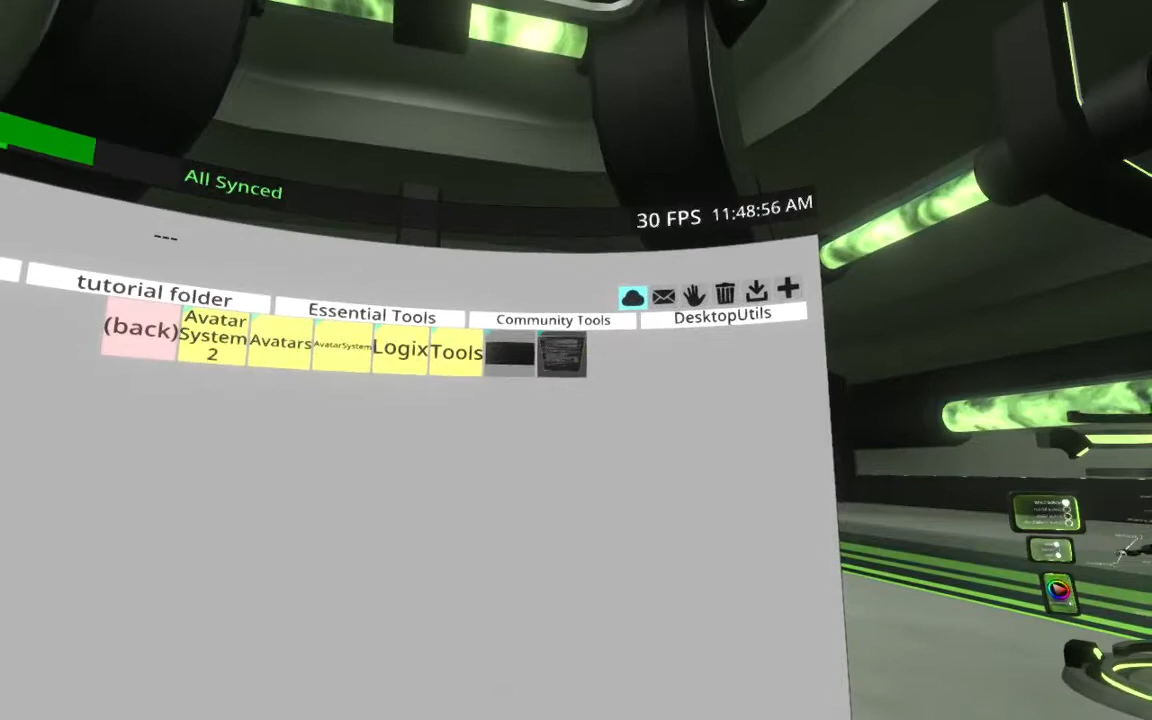 All Synced
30 FPS 11:48:56 AM
---
tutorial folder
Essential Tools
Community Tools
DesktopUtils
(back)
Avatar
System
2
Avatars
AvatarSystem
Logix
Tools